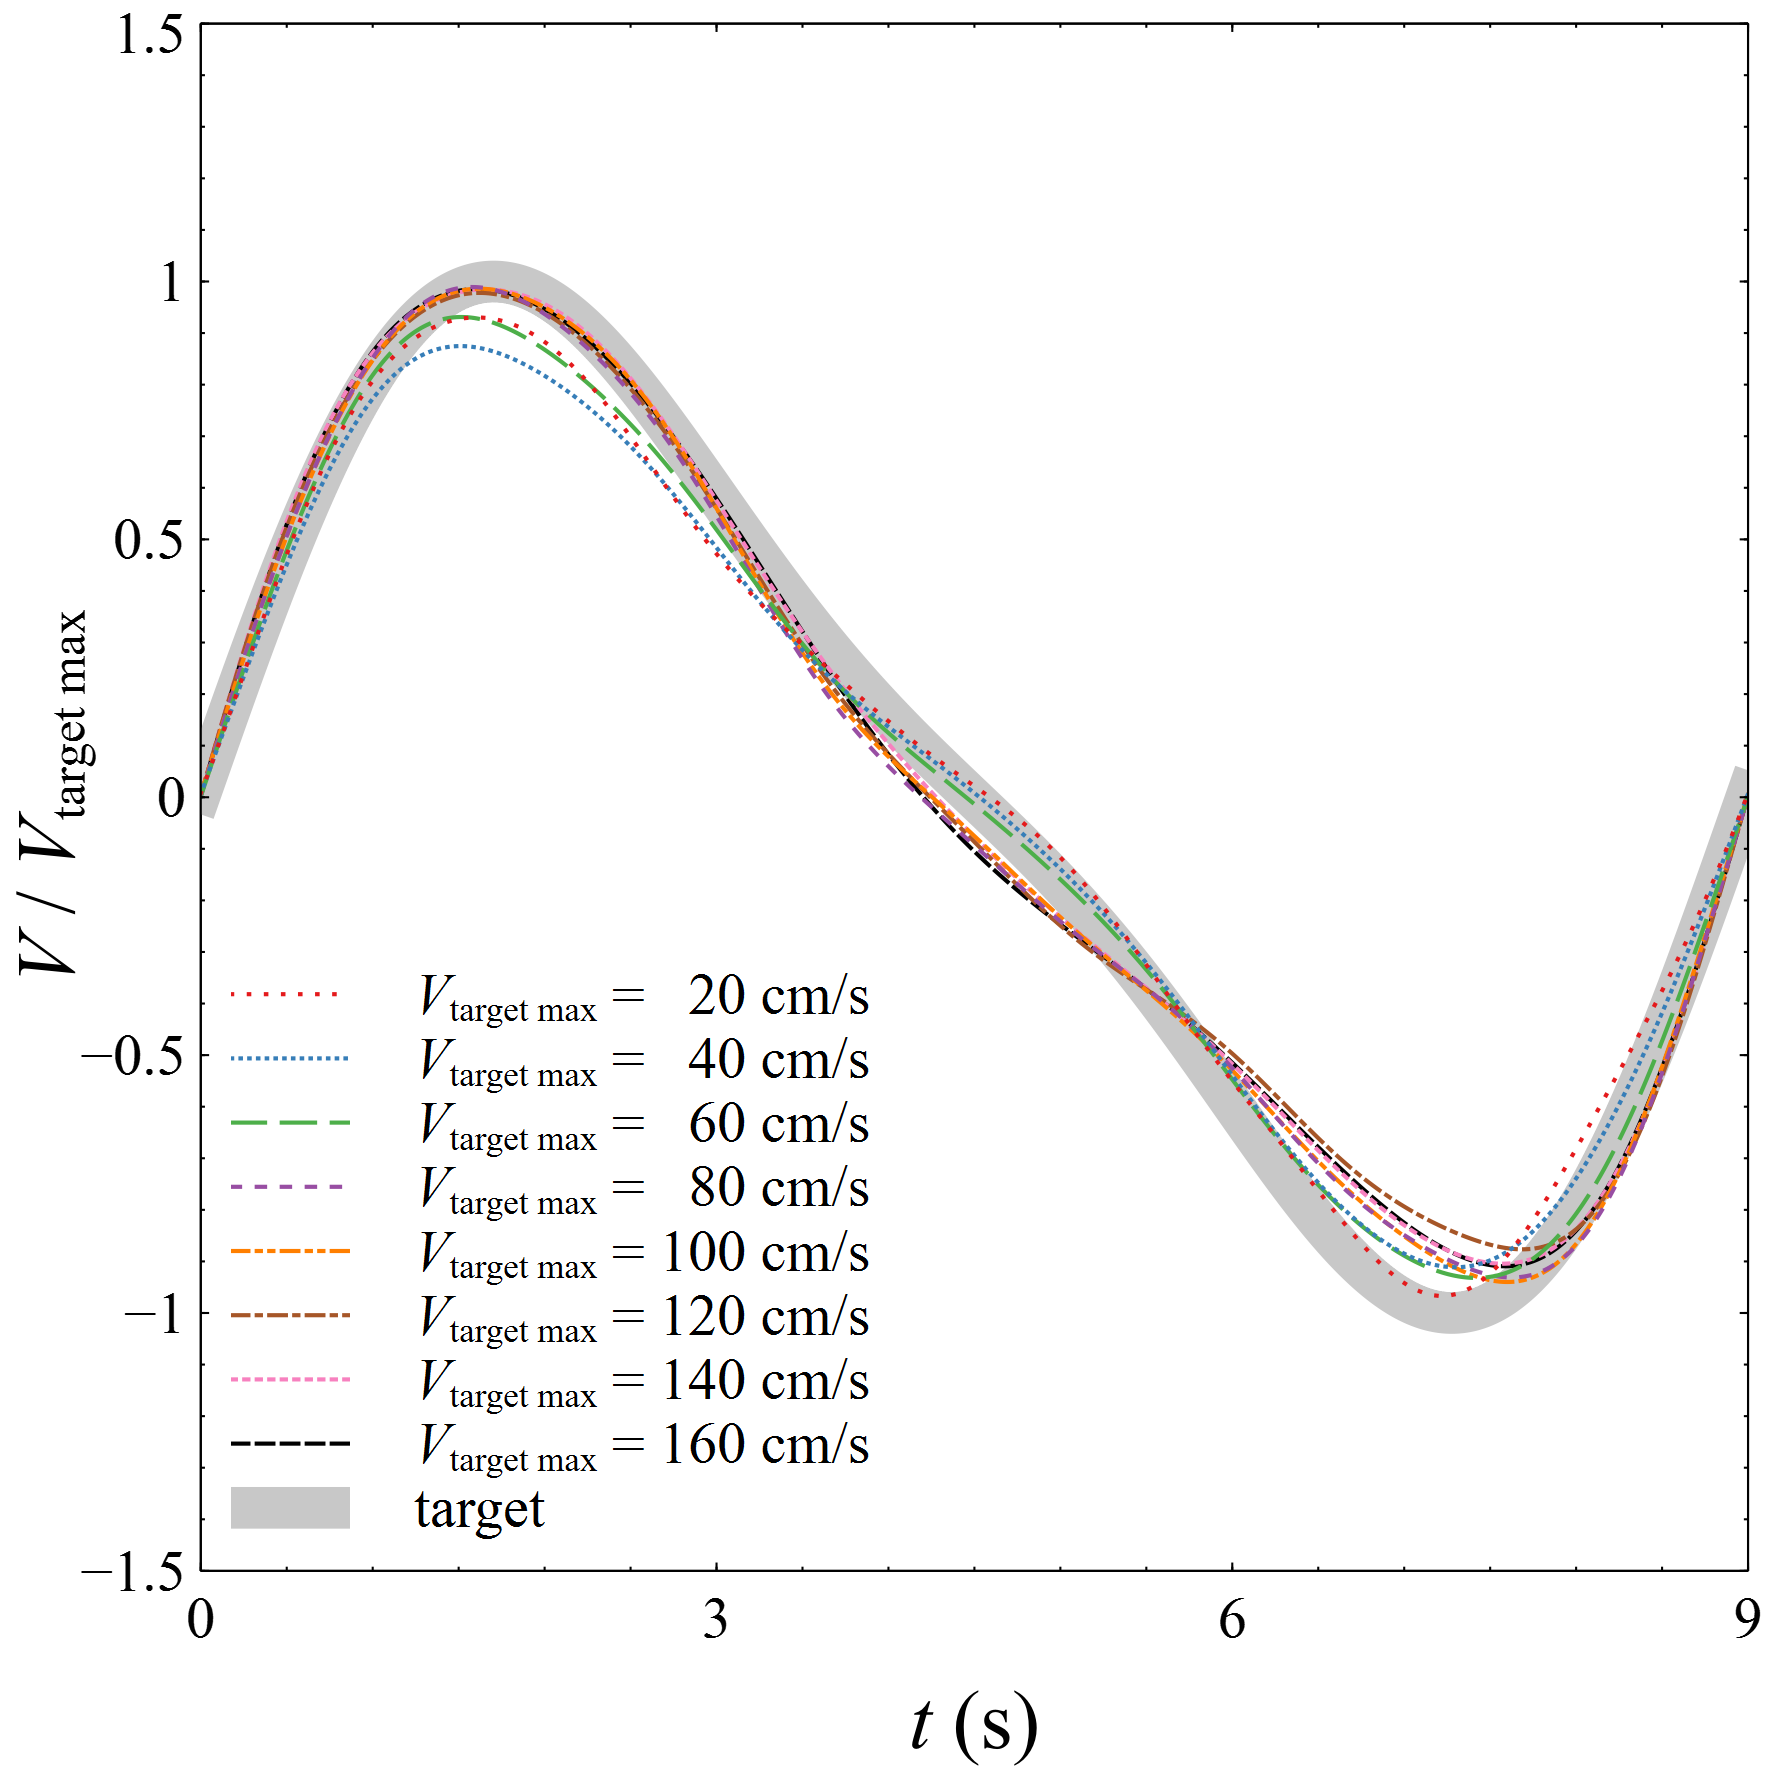 1.5
1
0.5
0
−0.5
−1
−1.5
V / Vtarget max
Vtarget max = 20 cm/s
Vtarget max = 40 cm/s
Vtarget max = 60 cm/s
Vtarget max = 80 cm/s
Vtarget max = 100 cm/s
Vtarget max = 120 cm/s
Vtarget max = 140 cm/s
Vtarget max = 160 cm/s
target
0 3 6 9
t (s)